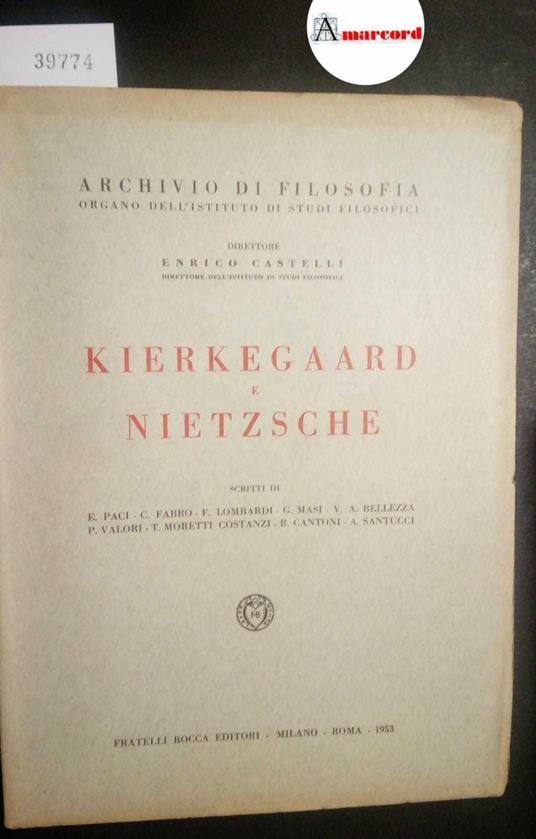 39774
Amarcord
ARCHIVIO DI FILOSOFIA
ORGANO DELL'ISTITUTO DI STUDI FILOSOFICI
DIRETTORE
ENRICO CASTELLI
DIRETTORE DELL'ISTITUTO DI STUDI FILOSOFICI
KIERKEGAARD
E
NIETZSCHE
SCRITTI DI
E. PACI - C. FABRO - F. LOMBARDI - G. MASI - V. A. BELLEZZA
P. VALORI - T. MORETTI COSTANZI - R. CANTONI - A. SANTUCCI
FB
FRATELLI BOCCA EDITORI - MILANO - ROMA - 1953